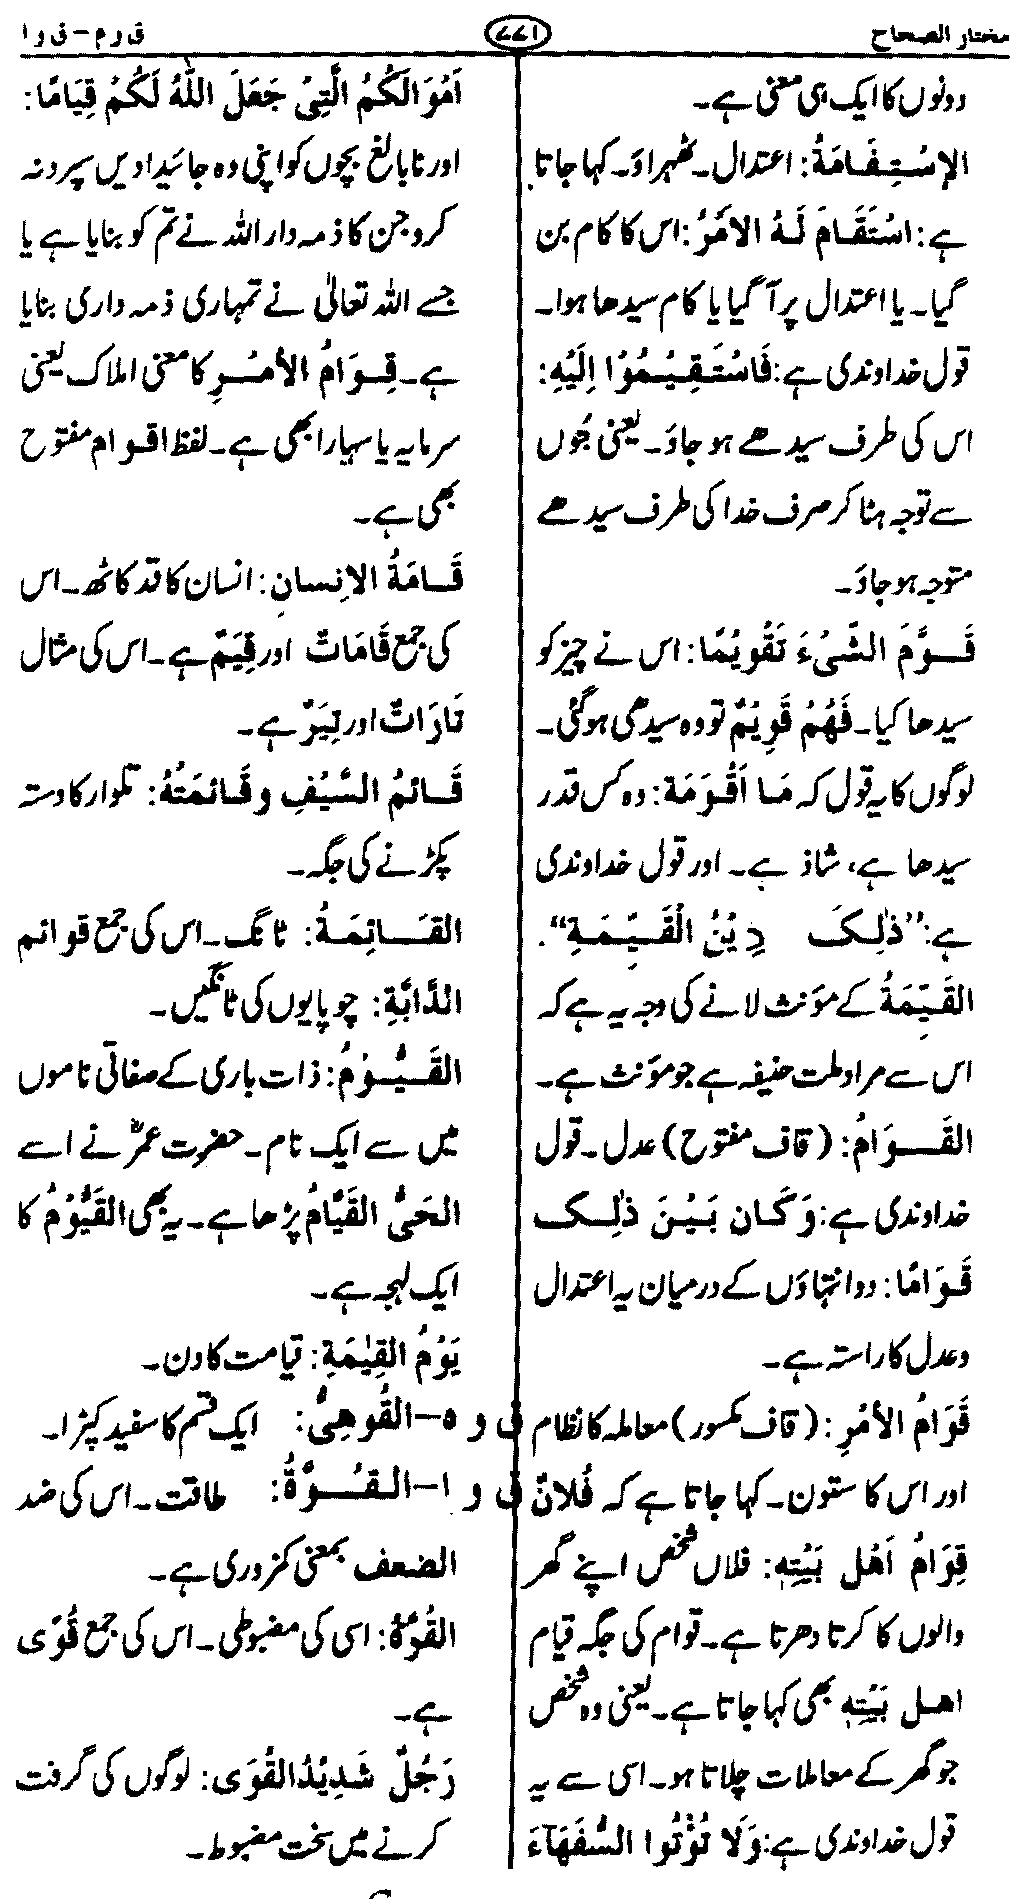 مختار الصحاح
۷۷۱
ق و م – ق و ا
دونوں کا ایک ہی معنی ہے۔
الإسْتِقَامَةُ: اعتدال۔ ٹھہراؤ۔ کہا جاتا
ہے: اسْتَقَامَ لَهُ الأمْرُ: اس کا کام بن
گیا۔ یا اعتدال پر آ گیا یا کام سیدھا ہوا۔
قول خداوندی ہے: فَاسْتَقِيْمُوْا اِلَيْهِ:
اس کی طرف سیدھے ہو جاؤ۔ یعنی بُتوں
سے توجہ ہٹا کر صرف خدا کی طرف سیدھے
متوجہ ہو جاؤ۔
قَوَّمَ الشَّيْءَ تَقْوِيْمًا: اس نے چیز کو
سیدھا کیا۔ فَهُمُ قَوِيْمٌ تو وہ سیدھی ہو گئی۔
لوگوں کا یہ قول کہ مَا اَقْوَمَة: وہ کس قدر
سیدھا ہے، شاذ ہے۔ اور قول خداوندی
ہے: ’’ذٰلِکَ دِيْنُ الْقَيِّمَةِ‘‘۔
القَيِّمَةُ کے مؤنث لانے کی وجہ یہ ہے کہ
اس سے مراد ملت حنیفہ ہے جو مؤنث ہے۔
القَوَامُ: (قاف مفتوح) عدل۔ قول
خداوندی ہے: وَكَان بَيْنَ ذٰلِک
قَوَامًا: دو انتہاؤں کے درمیان یہ اعتدال
و عدل کا راستہ ہے۔
قَوَامُ الأمْرِ: (قاف مکسور) معاملہ کا نظام
اور اس کا ستون۔ کہا جاتا ہے کہ فُلانٌ
قِوَامُ اَهْل بَيْتِهِ: فلاں شخص اپنے گھر
والوں کا کرتا دھرتا ہے۔ قوام کی جگہ قیام
اھل بَيْتِهٖ بھی کہا جاتا ہے۔ یعنی وہ شخص
جو گھر کے معاملات چلاتا ہو۔ اسی سے یہ
قول خداوندی ہے: وَلَا تُؤْتُوا السُّفَهَآءَ
اَمْوَالَكُمُ الَّتِيْ جَعَلَ اللّٰهُ لَكُمْ قِيَامًا:
اور نابالغ بچوں کو اپنی وہ جائیدادیں سپرد نہ
کرو جن کا ذمہ دار اللہ نے تم کو بنایا ہے یا
جسے اللہ تعالیٰ نے تمہاری ذمہ داری بنایا
ہے۔ قِوَامُ الأمْرِ کا معنی املاک یعنی
سرمایہ یا سہارا بھی ہے۔ لفظ اقوام مفتوح
بھی ہے۔
قَامَةُ الإنسانِ: انسان کا قد کاٹھ۔ اس
کی جمع قَامَاتٌ اور قِيَمٌ ہے۔ اس کی مثال
تَارَاتٌ اور تِيَرٌ ہے۔
قَائمُ السَّيْفِ وقَائمَتُهُ: تلوار کا دستہ
پکڑنے کی جگہ۔
القَائِمَةُ: ٹانگ۔ اس کی جمع قوائم
الدَّابَّةِ: چوپایوں کی ٹانگیں۔
القَيُّوْمُ: ذات باری کے صفاتی ناموں
میں سے ایک نام۔ حضرت عمرؓ نے اسے
الحَيُّ القَيَّامُ پڑھا ہے۔ یہ بھی القَيُّوْمُ کا
ایک لہجہ ہے۔
يَوْمُ القِيٰمَةِ: قیامت کا دن۔
ق و ہ – القُوهِيُّ: ایک قسم کا سفید کپڑا۔
ق و ا – القُوَّةُ: طاقت۔ اس کی ضد
الضعف بمعنی کمزوری ہے۔
القُوَّةُ: اسی کی مضبوطی۔ اس کی جمع قُوًى
ہے۔
رَجُلٌ شَدِيْدُ القُوَى: لوگوں کی گرفت
کرنے میں سخت مضبوط۔